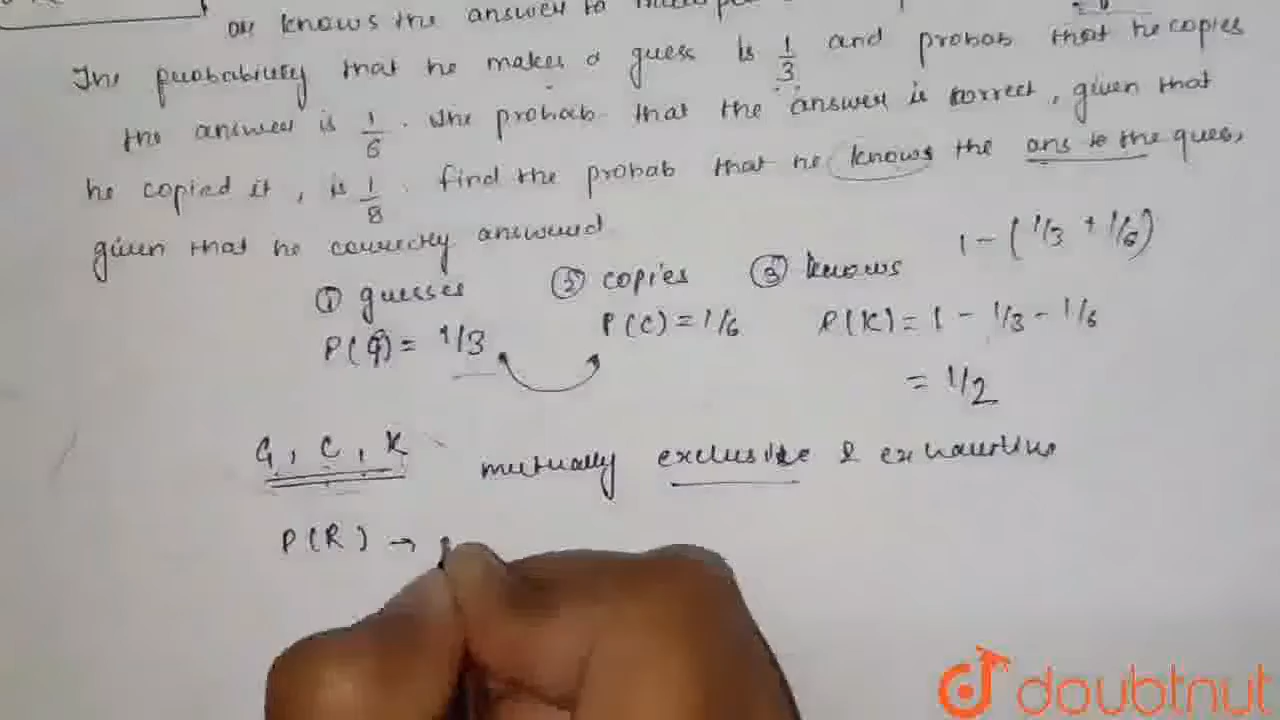 or knows the answer to
The probability that he makes a guess is 1/3 and probab that he copies
the answer is 1/6. The probab. that the answer is correct, given that
he copied it, is 1/8. find the probab that he knows the ans to the ques,
given that he correctly answered.
1 - (1/3 + 1/6)
① guesses ② copies ③ knows
P(G) = 1/3 P(C) = 1/6 P(K) = 1 - 1/3 - 1/6
= 1/2
G, C, K mutually exclusive & exhaustive
P(R) →
doubtnut